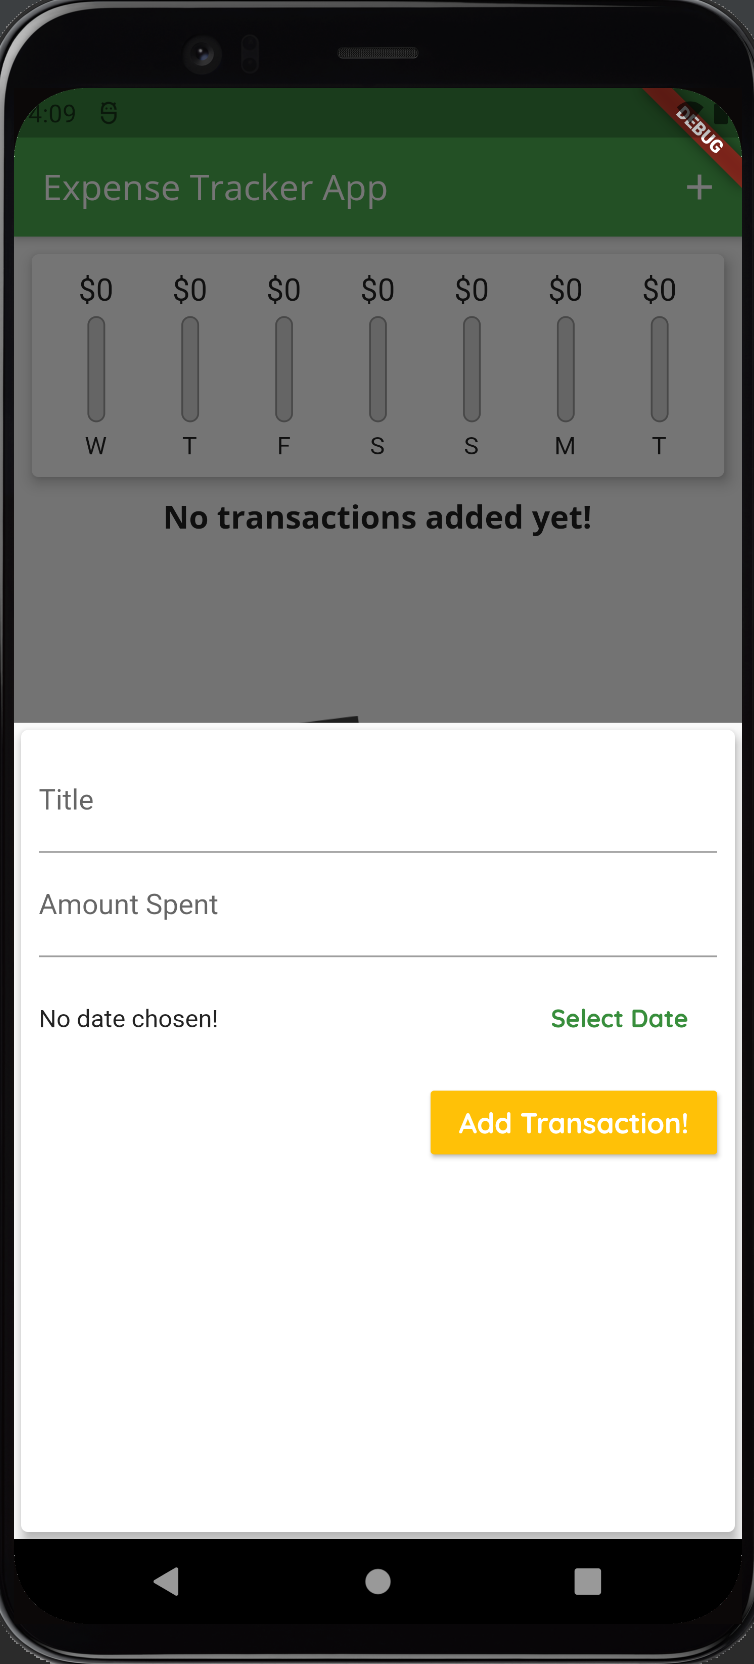 4:09
DEBUG
Expense Tracker App +
$0 $0 $0 $0 $0 $0 $0
W T F S S M T
No transactions added yet!
Title
Amount Spent
No date chosen! Select Date
Add Transaction!